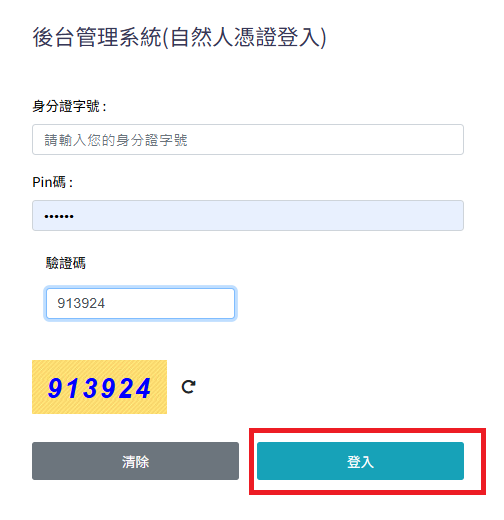 後台管理系統(自然人憑證登入)
身分證字號 :
請輸入您的身分證字號
Pin碼 :
••••••
驗證碼
913924
913924
清除
登入